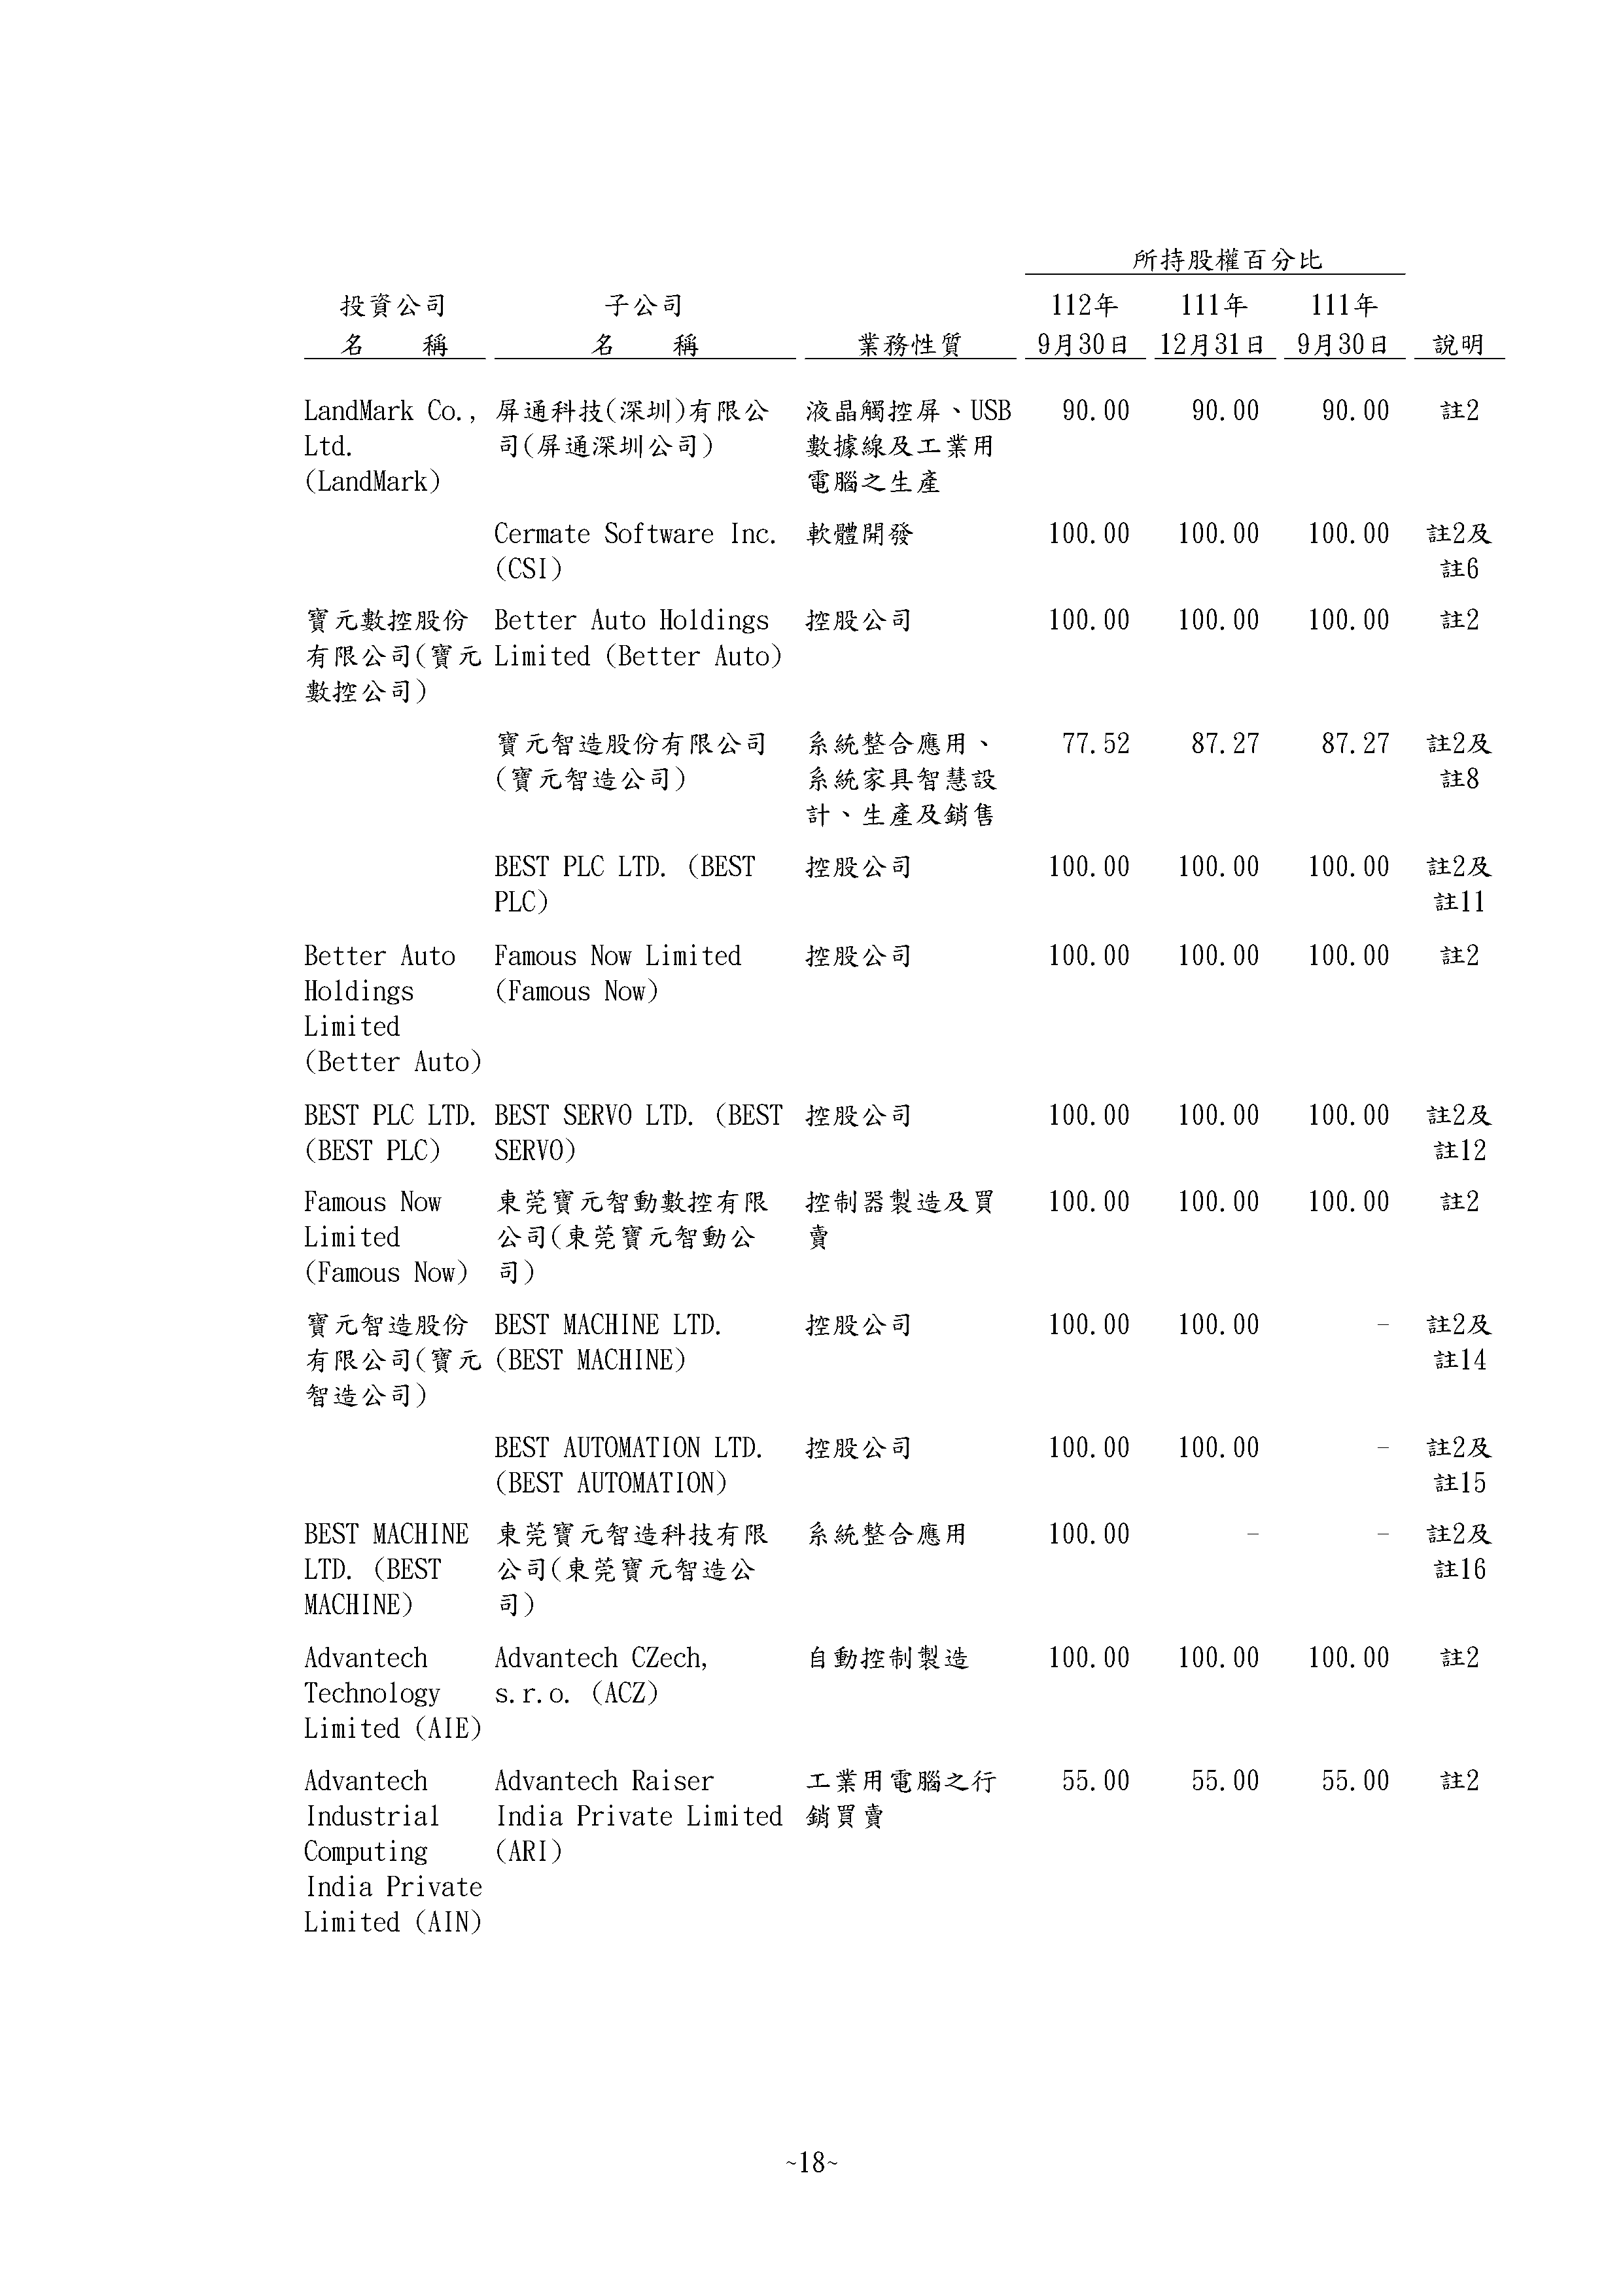 所持股權百分比
投資公司 子公司 112年 111年 111年
名 稱 名 稱 業務性質 9月30日 12月31日 9月30日 說明
LandMark Co., 屏通科技(深圳)有限公 液晶觸控屏、USB 90.00 90.00 90.00 註2
Ltd. 司(屏通深圳公司) 數據線及工業用
(LandMark) 電腦之生產
Cermate Software Inc. 軟體開發 100.00 100.00 100.00 註2及
(CSI) 註6
寶元數控股份 Better Auto Holdings 控股公司 100.00 100.00 100.00 註2
有限公司(寶元 Limited (Better Auto)
數控公司)
寶元智造股份有限公司 系統整合應用、 77.52 87.27 87.27 註2及
(寶元智造公司) 系統家具智慧設 註8
計、生產及銷售
BEST PLC LTD. (BEST 控股公司 100.00 100.00 100.00 註2及
PLC) 註11
Better Auto Famous Now Limited 控股公司 100.00 100.00 100.00 註2
Holdings (Famous Now)
Limited
(Better Auto)
BEST PLC LTD. BEST SERVO LTD. (BEST 控股公司 100.00 100.00 100.00 註2及
(BEST PLC) SERVO) 註12
Famous Now 東莞寶元智動數控有限 控制器製造及買 100.00 100.00 100.00 註2
Limited 公司(東莞寶元智動公 賣
(Famous Now) 司)
寶元智造股份 BEST MACHINE LTD. 控股公司 100.00 100.00 - 註2及
有限公司(寶元 (BEST MACHINE) 註14
智造公司)
BEST AUTOMATION LTD. 控股公司 100.00 100.00 - 註2及
(BEST AUTOMATION) 註15
BEST MACHINE 東莞寶元智造科技有限 系統整合應用 100.00 - - 註2及
LTD. (BEST 公司(東莞寶元智造公 註16
MACHINE) 司)
Advantech Advantech CZech, 自動控制製造 100.00 100.00 100.00 註2
Technology s.r.o. (ACZ)
Limited (AIE)
Advantech Advantech Raiser 工業用電腦之行 55.00 55.00 55.00 註2
Industrial India Private Limited 銷買賣
Computing (ARI)
India Private
Limited (AIN)
~18~